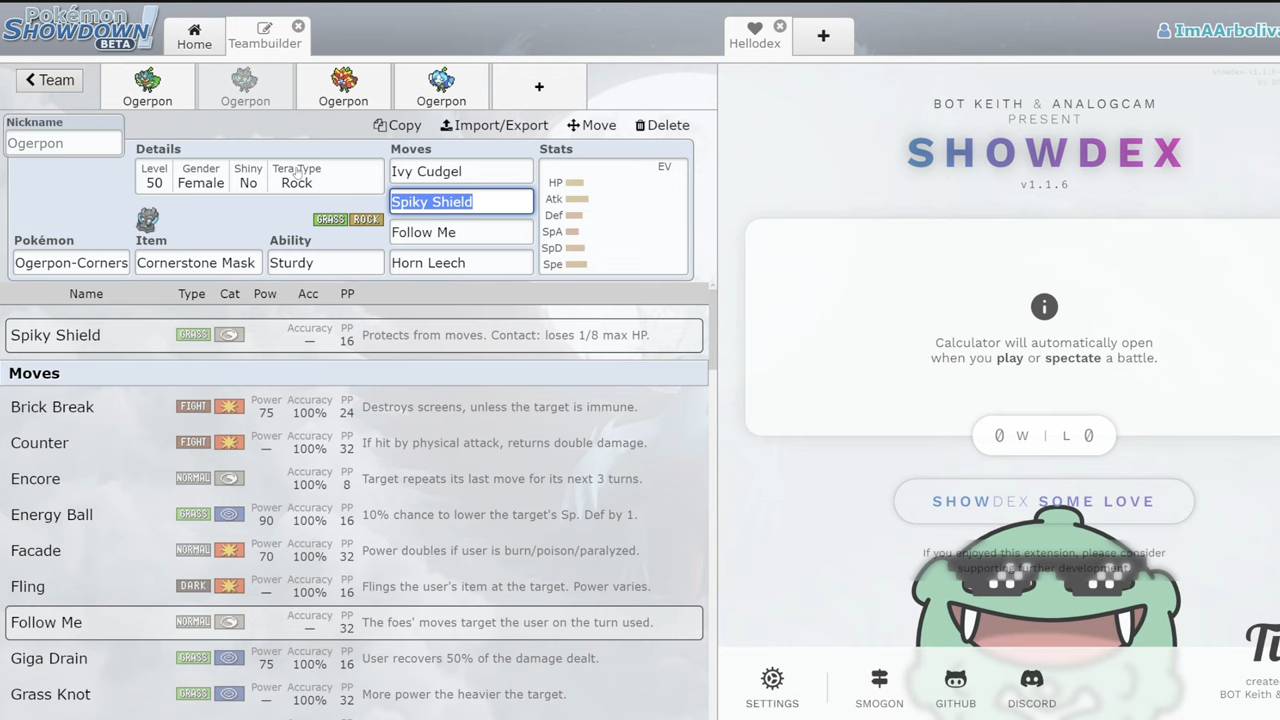 Pokémon
SHOWDOWN!
BETA
Home
Teambuilder
Hellodex
+
ImAArboliva
Team
Ogerpon
Ogerpon
Ogerpon
Ogerpon
+
Nickname
Ogerpon
Copy
Import/Export
Move
Delete
Details
Level
50
Gender
Female
Shiny
No
Tera Type
Rock
GRASS ROCK
Pokémon
Ogerpon-Corners
Item
Cornerstone Mask
Ability
Sturdy
Moves
Ivy Cudgel
Spiky Shield
Follow Me
Horn Leech
Stats
EV
HP
Atk
Def
SpA
SpD
Spe
Name Type Cat Pow Acc PP
Spiky Shield GRASS Accuracy — PP 16 Protects from moves. Contact: loses 1/8 max HP.
Moves
Brick Break FIGHT Power 75 Accuracy 100% PP 24 Destroys screens, unless the target is immune.
Counter FIGHT Power — Accuracy 100% PP 32 If hit by physical attack, returns double damage.
Encore NORMAL Accuracy 100% PP 8 Target repeats its last move for its next 3 turns.
Energy Ball GRASS Power 90 Accuracy 100% PP 16 10% chance to lower the target's Sp. Def by 1.
Facade NORMAL Power 70 Accuracy 100% PP 32 Power doubles if user is burn/poison/paralyzed.
Fling DARK Power — Accuracy 100% PP 16 Flings the user's item at the target. Power varies.
Follow Me NORMAL Accuracy — PP 32 The foes' moves target the user on the turn used.
Giga Drain GRASS Power 75 Accuracy 100% PP 16 User recovers 50% of the damage dealt.
Grass Knot GRASS Power — Accuracy 100% PP 32 More power the heavier the target.
BOT KEITH & ANALOGCAM
PRESENT
SHOWDEX
v1.1.6
Calculator will automatically open
when you play or spectate a battle.
0 W | L 0
SHOWDEX SOME LOVE
If you enjoyed this extension, please consider
supporting further development.
SETTINGS
SMOGON
GITHUB
DISCORD
BOT Keith &